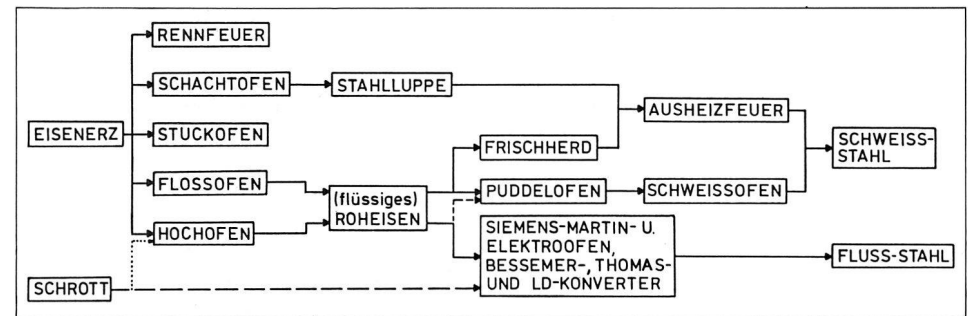 RENNFEUER
SCHACHTOFEN
STAHLLUPPE
AUSHEIZFEUER
EISENERZ
STUCKOFEN
FRISCHHERD
SCHWEISS-
STAHL
FLOSSOFEN
(flüssiges)
ROHEISEN
PUDDELOFEN
SCHWEISSOFEN
HOCHOFEN
SIEMENS-MARTIN- U.
ELEKTROOFEN,
BESSEMER-, THOMAS-
UND LD-KONVERTER
FLUSS-STAHL
SCHROTT